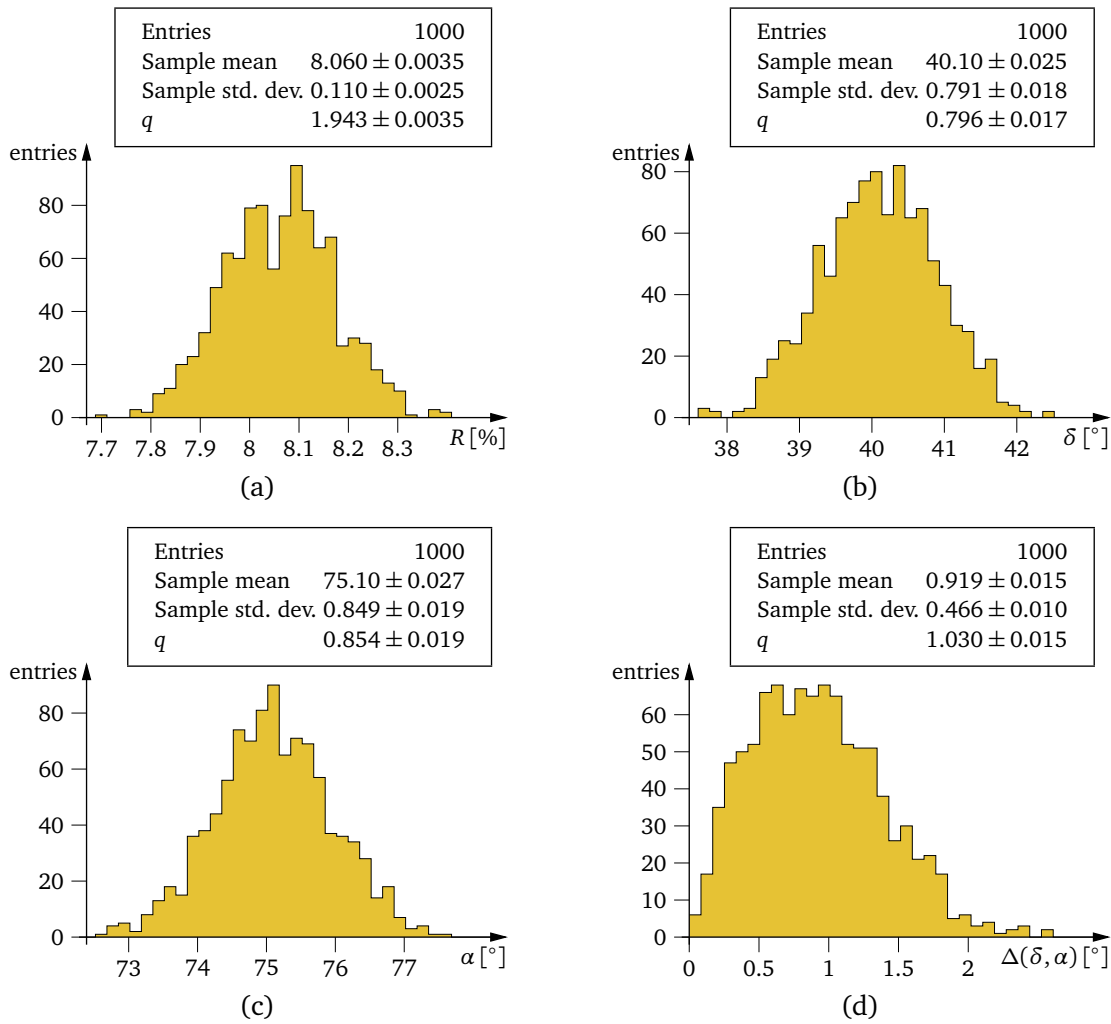 Entries 1000
Sample mean 8.060 ± 0.0035
Sample std. dev. 0.110 ± 0.0025
q 1.943 ± 0.0035
entries
80
60
40
20
0
7.7 7.8 7.9 8 8.1 8.2 8.3 R [%]
(a)
Entries 1000
Sample mean 40.10 ± 0.025
Sample std. dev. 0.791 ± 0.018
q 0.796 ± 0.017
entries
80
60
40
20
0
38 39 40 41 42 δ [°]
(b)
Entries 1000
Sample mean 75.10 ± 0.027
Sample std. dev. 0.849 ± 0.019
q 0.854 ± 0.019
entries
80
60
40
20
0
73 74 75 76 77 α [°]
(c)
Entries 1000
Sample mean 0.919 ± 0.015
Sample std. dev. 0.466 ± 0.010
q 1.030 ± 0.015
entries
60
50
40
30
20
10
0
0 0.5 1 1.5 2 Δ(δ, α) [°]
(d)